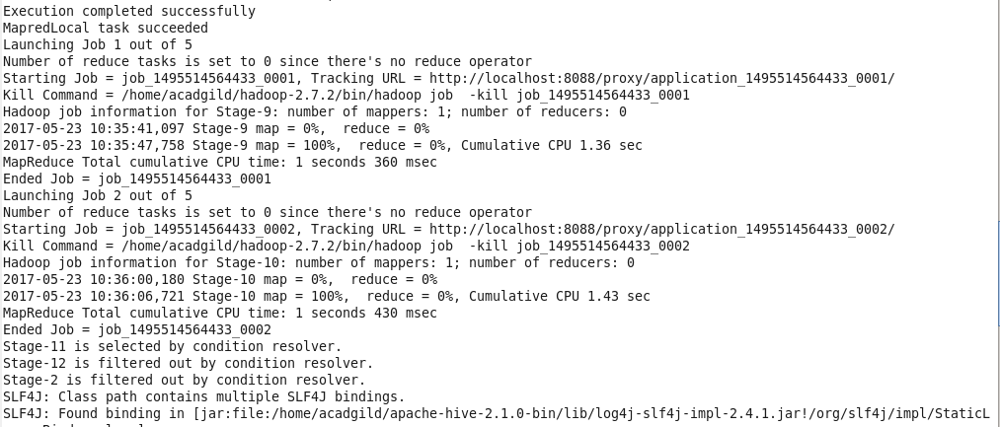 Execution completed successfully
MapredLocal task succeeded
Launching Job 1 out of 5
Number of reduce tasks is set to 0 since there's no reduce operator
Starting Job = job_1495514564433_0001, Tracking URL = http://localhost:8088/proxy/application_1495514564433_0001/
Kill Command = /home/acadgild/hadoop-2.7.2/bin/hadoop job  -kill job_1495514564433_0001
Hadoop job information for Stage-9: number of mappers: 1; number of reducers: 0
2017-05-23 10:35:41,097 Stage-9 map = 0%,  reduce = 0%
2017-05-23 10:35:47,758 Stage-9 map = 100%,  reduce = 0%, Cumulative CPU 1.36 sec
MapReduce Total cumulative CPU time: 1 seconds 360 msec
Ended Job = job_1495514564433_0001
Launching Job 2 out of 5
Number of reduce tasks is set to 0 since there's no reduce operator
Starting Job = job_1495514564433_0002, Tracking URL = http://localhost:8088/proxy/application_1495514564433_0002/
Kill Command = /home/acadgild/hadoop-2.7.2/bin/hadoop job  -kill job_1495514564433_0002
Hadoop job information for Stage-10: number of mappers: 1; number of reducers: 0
2017-05-23 10:36:00,180 Stage-10 map = 0%,  reduce = 0%
2017-05-23 10:36:06,721 Stage-10 map = 100%,  reduce = 0%, Cumulative CPU 1.43 sec
MapReduce Total cumulative CPU time: 1 seconds 430 msec
Ended Job = job_1495514564433_0002
Stage-11 is selected by condition resolver.
Stage-12 is filtered out by condition resolver.
Stage-2 is filtered out by condition resolver.
SLF4J: Class path contains multiple SLF4J bindings.
SLF4J: Found binding in [jar:file:/home/acadgild/apache-hive-2.1.0-bin/lib/log4j-slf4j-impl-2.4.1.jar!/org/slf4j/impl/StaticL